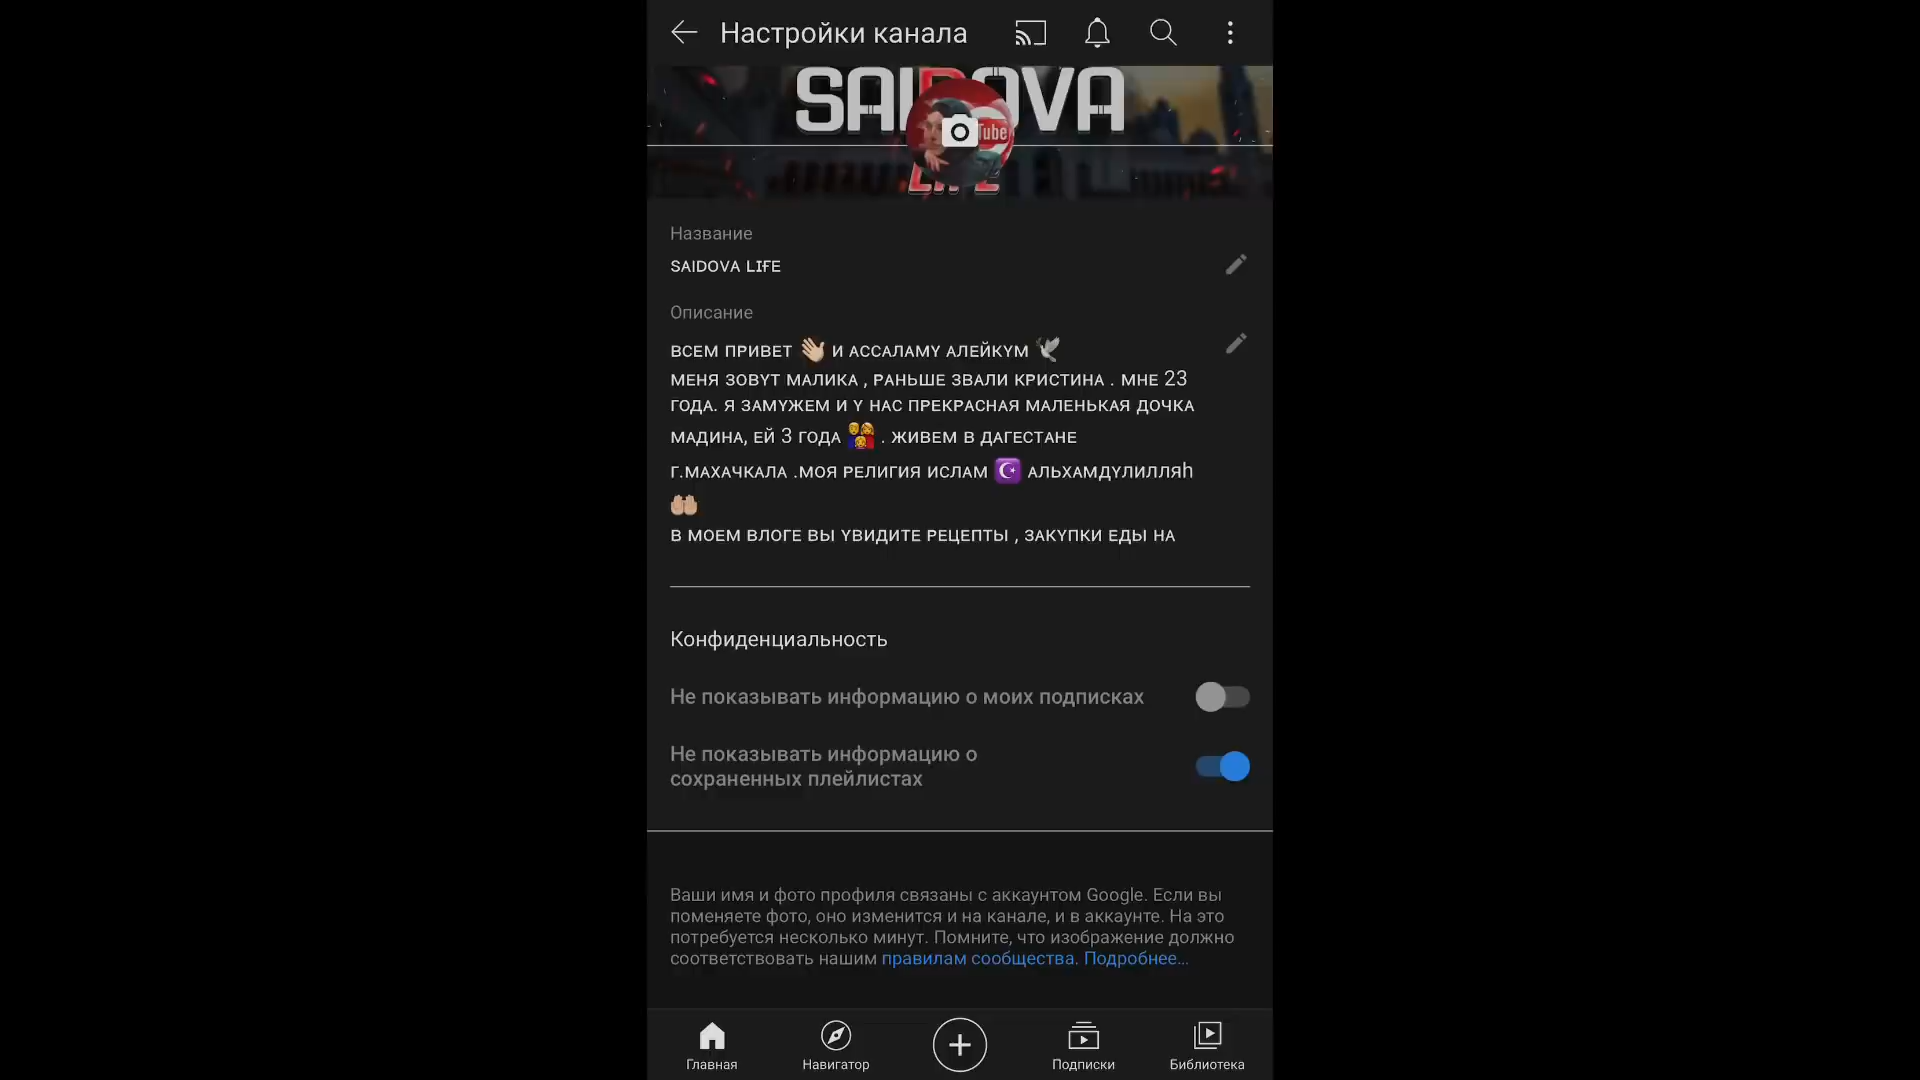 Настройки канала
SAIDOVA
Tube
LIFE
Название
SAIDOVA LIFE
Описание
ВСЕМ ПРИВЕТ 👋🏼 И АССАЛАМУ АЛЕЙКУМ 🕊
МЕНЯ ЗОВУТ МАЛИКА , РАНЬШЕ ЗВАЛИ КРИСТИНА . МНЕ 23
ГОДА. Я ЗАМУЖЕМ И У НАС ПРЕКРАСНАЯ МАЛЕНЬКАЯ ДОЧКА
МАДИНА, ЕЙ 3 ГОДА 👨‍👩‍👧 . ЖИВЕМ В ДАГЕСТАНЕ
Г.МАХАЧКАЛА .МОЯ РЕЛИГИЯ ИСЛАМ ☪️ АЛЬХАМДУЛИЛЛЯh
🤲🏼
В МОЕМ ВЛОГЕ ВЫ УВИДИТЕ РЕЦЕПТЫ , ЗАКУПКИ ЕДЫ НА
Конфиденциальность
Не показывать информацию о моих подписках
Не показывать информацию о
сохраненных плейлистах
Ваши имя и фото профиля связаны с аккаунтом Google. Если вы
поменяете фото, оно изменится и на канале, и в аккаунте. На это
потребуется несколько минут. Помните, что изображение должно
соответствовать нашим правилам сообщества. Подробнее...
Главная
Навигатор
Подписки
Библиотека